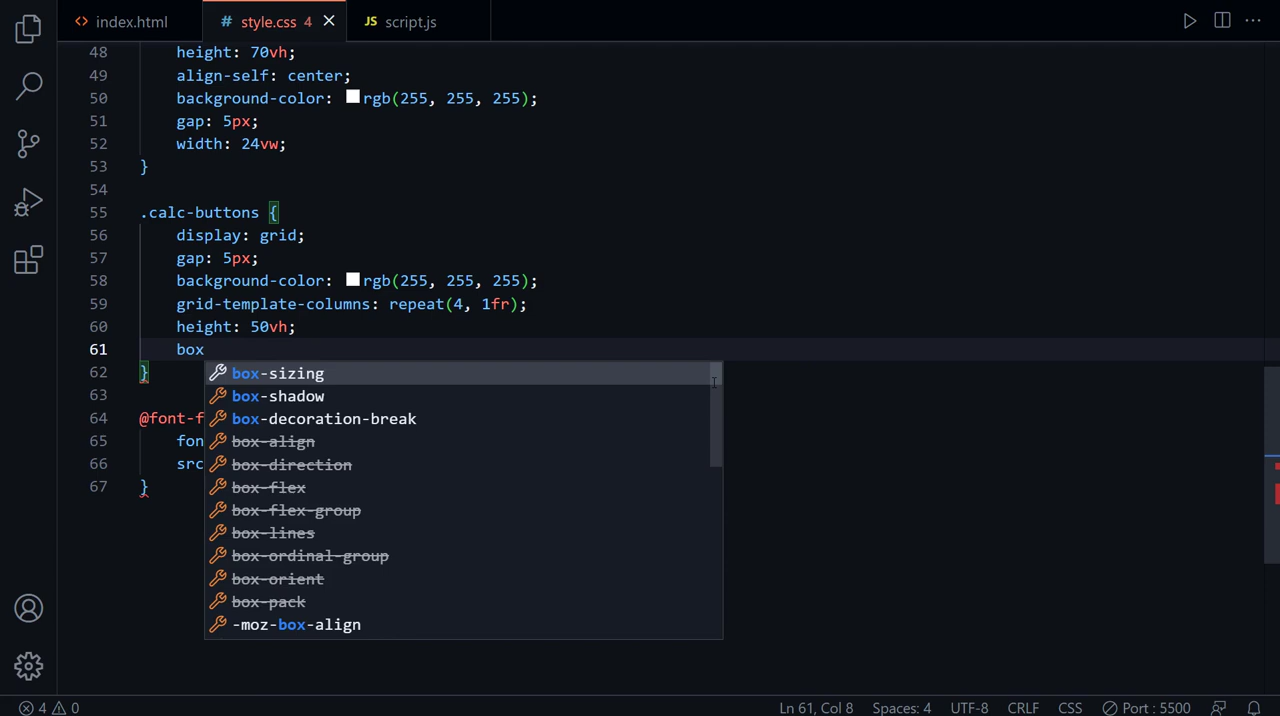 index.html
# style.css 4
JS script.js
48 height: 70vh;
49 align-self: center;
50 background-color: rgb(255, 255, 255);
51 gap: 5px;
52 width: 24vw;
53 }
54
55 .calc-buttons {
56 display: grid;
57 gap: 5px;
58 background-color: rgb(255, 255, 255);
59 grid-template-columns: repeat(4, 1fr);
60 height: 50vh;
61 box
62 }
box-sizing
box-shadow
63
64 @font-f
box-decoration-break
65 fon
box-align
66 src
box-direction
67 }
box-flex
box-flex-group
box-lines
box-ordinal-group
box-orient
box-pack
-moz-box-align
4 0
Ln 61, Col 8
Spaces: 4
UTF-8
CRLF
CSS
Port : 5500